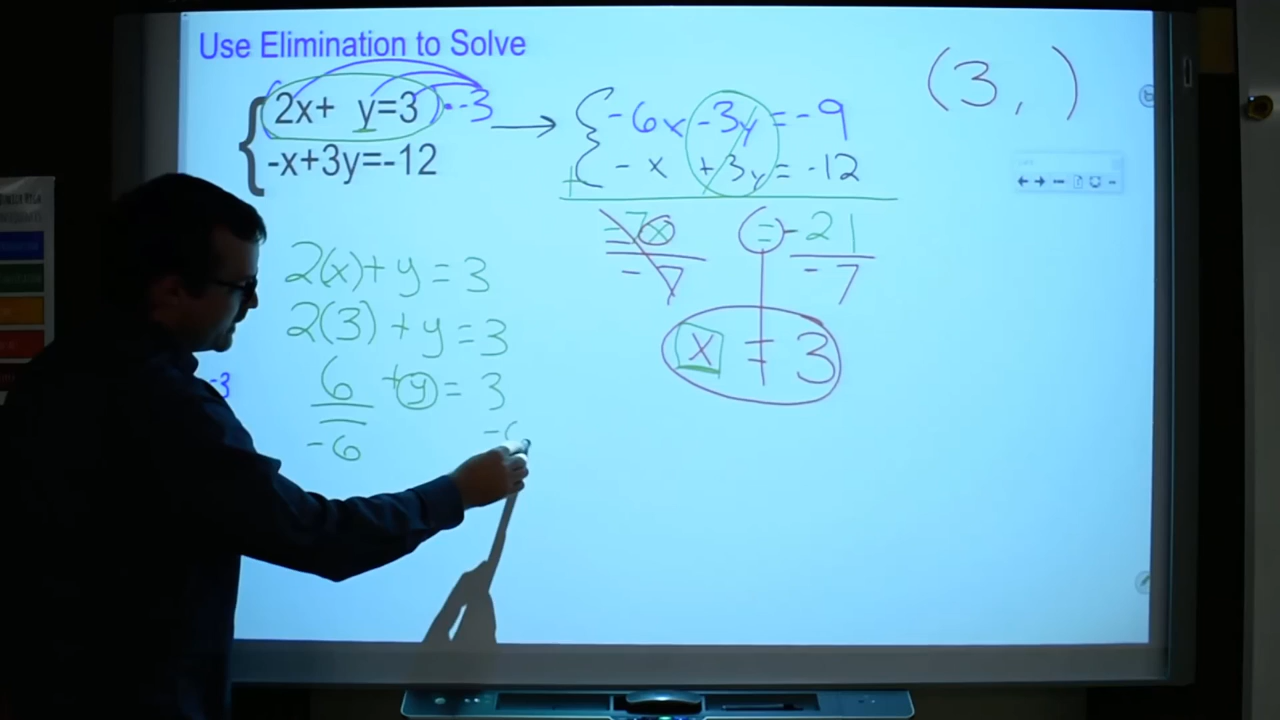 Use Elimination to Solve
2x+ y=3 · -3
-x+3y=-12
→ -6x -3y = -9
+ -x +3y = -12
-7x = -21
-7 -7
x = 3
(3, )
2(x) + y = 3
2(3) + y = 3
6 + y = 3
-6
-3